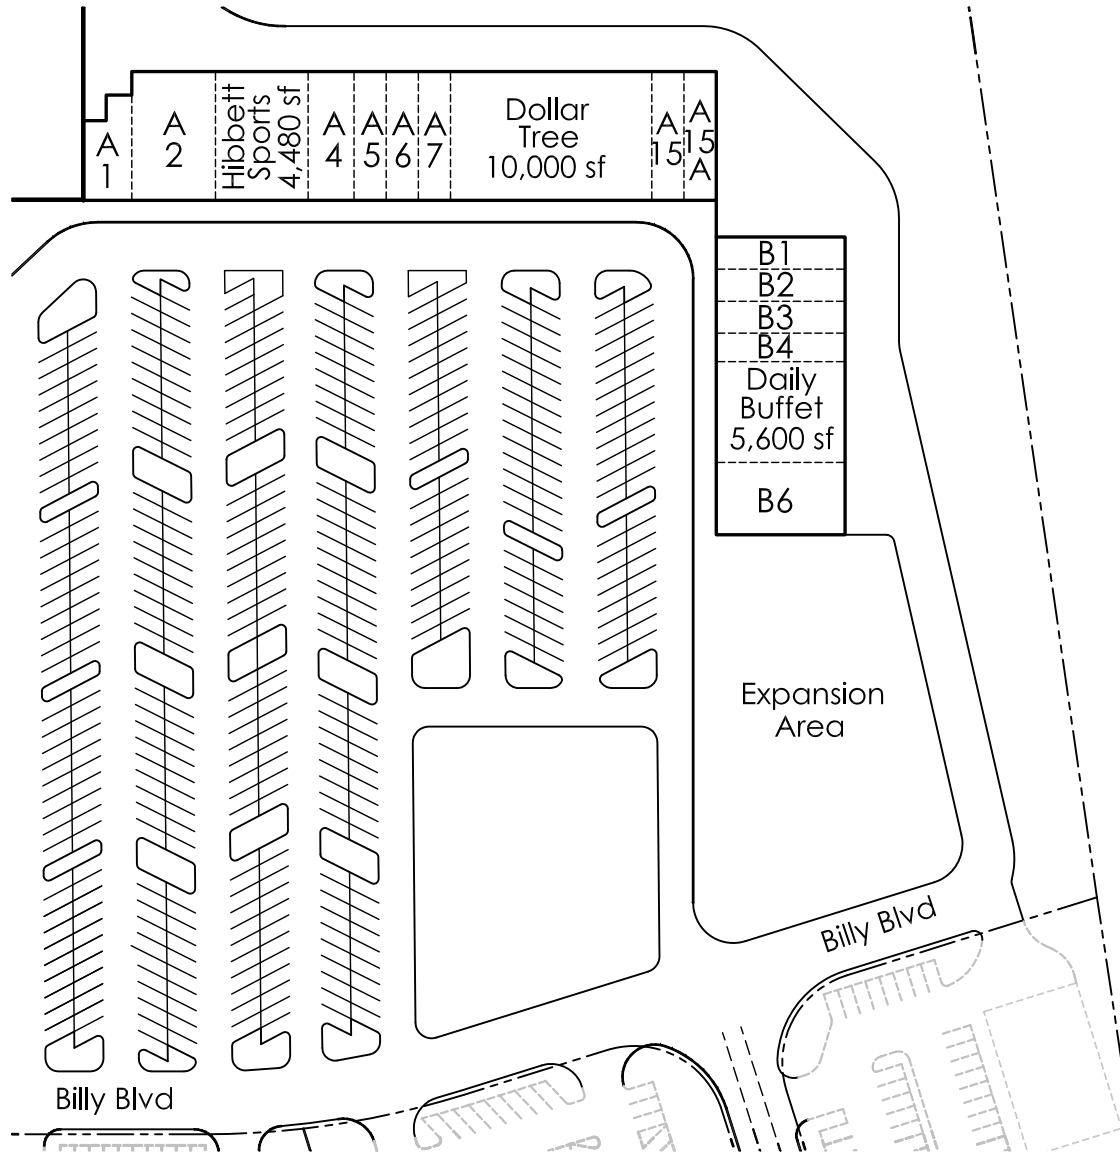 A
1
A
2
Hibbett
Sports
4,480 sf
A
4
A
5
A
6
A
7
Dollar
Tree
10,000 sf
A
15
A
15
A
B1
B2
B3
B4
Daily
Buffet
5,600 sf
B6
Expansion
Area
Billy Blvd
Billy Blvd